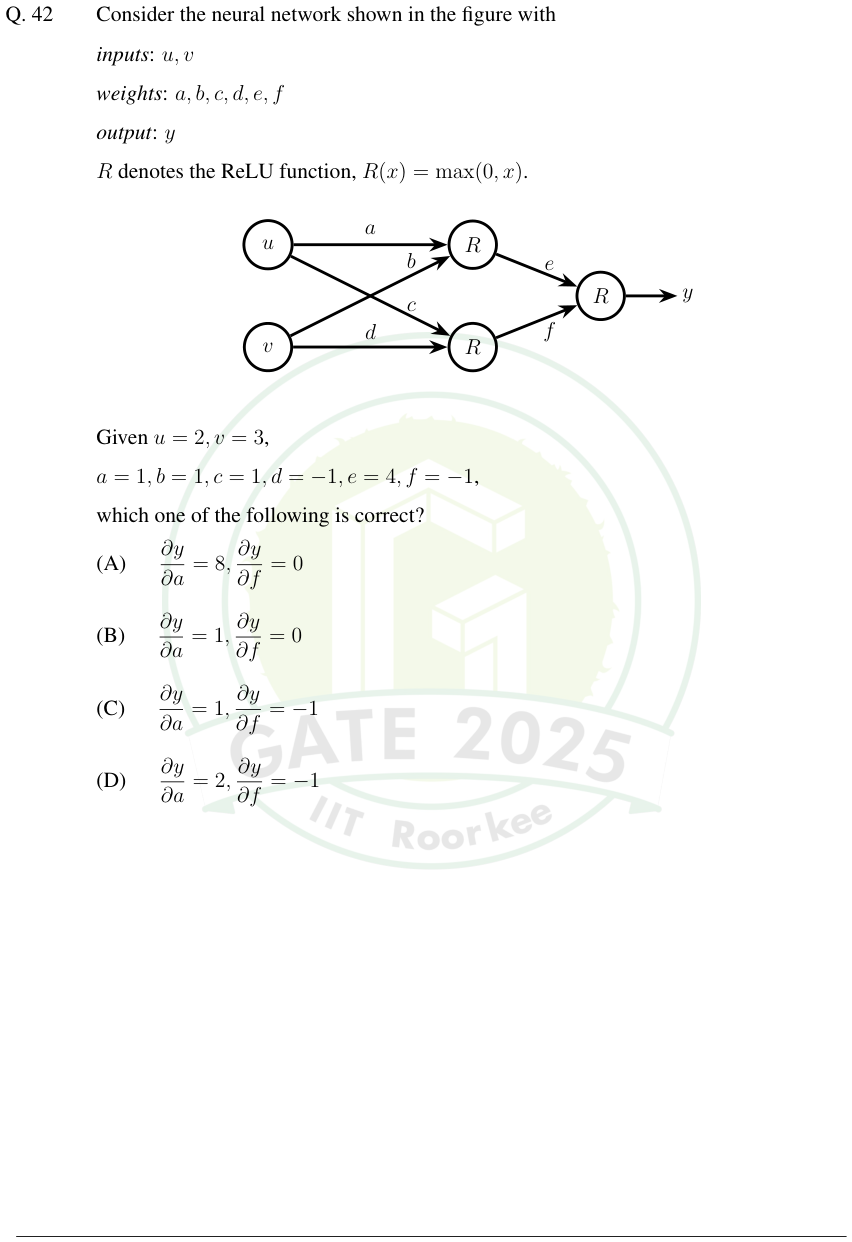 Q. 42 Consider the neural network shown in the figure with
inputs: u, v
weights: a, b, c, d, e, f
output: y
R denotes the ReLU function, R(x) = max(0, x).
u a R
b e
R y
c
v d R f
Given u = 2, v = 3,
a = 1, b = 1, c = 1, d = −1, e = 4, f = −1,
which one of the following is correct?
(A) ∂y/∂a = 8, ∂y/∂f = 0
(B) ∂y/∂a = 1, ∂y/∂f = 0
(C) ∂y/∂a = 1, ∂y/∂f = −1
(D) ∂y/∂a = 2, ∂y/∂f = −1
GATE 2025
IIT Roorkee